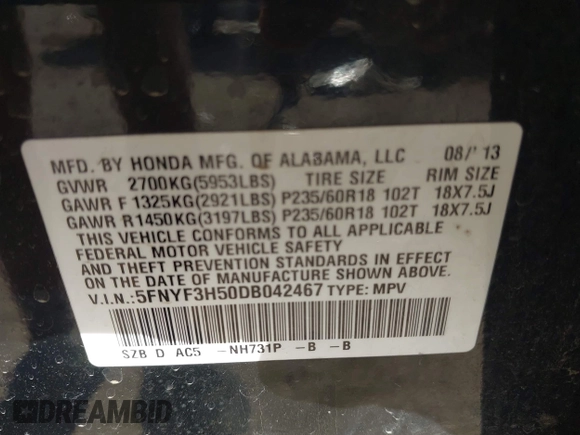 MFD. BY HONDA MFG. OF ALABAMA, LLC 08/'13
GVWR 2700KG(5953LBS) TIRE SIZE RIM SIZE
GAWR F 1325KG(2921LBS) P235/60R18 102T 18X7.5J
GAWR R1450KG(3197LBS) P235/60R18 102T 18X7.5J
THIS VEHICLE CONFORMS TO ALL APPLICABLE
FEDERAL MOTOR VEHICLE SAFETY
AND THEFT PREVENTION STANDARDS IN EFFECT
ON THE DATE OF MANUFACTURE SHOWN ABOVE.
V.I.N.:5FNYF3H50DB042467 TYPE: MPV
SZB D AC5 -NH731P -B -B
DREAMBID